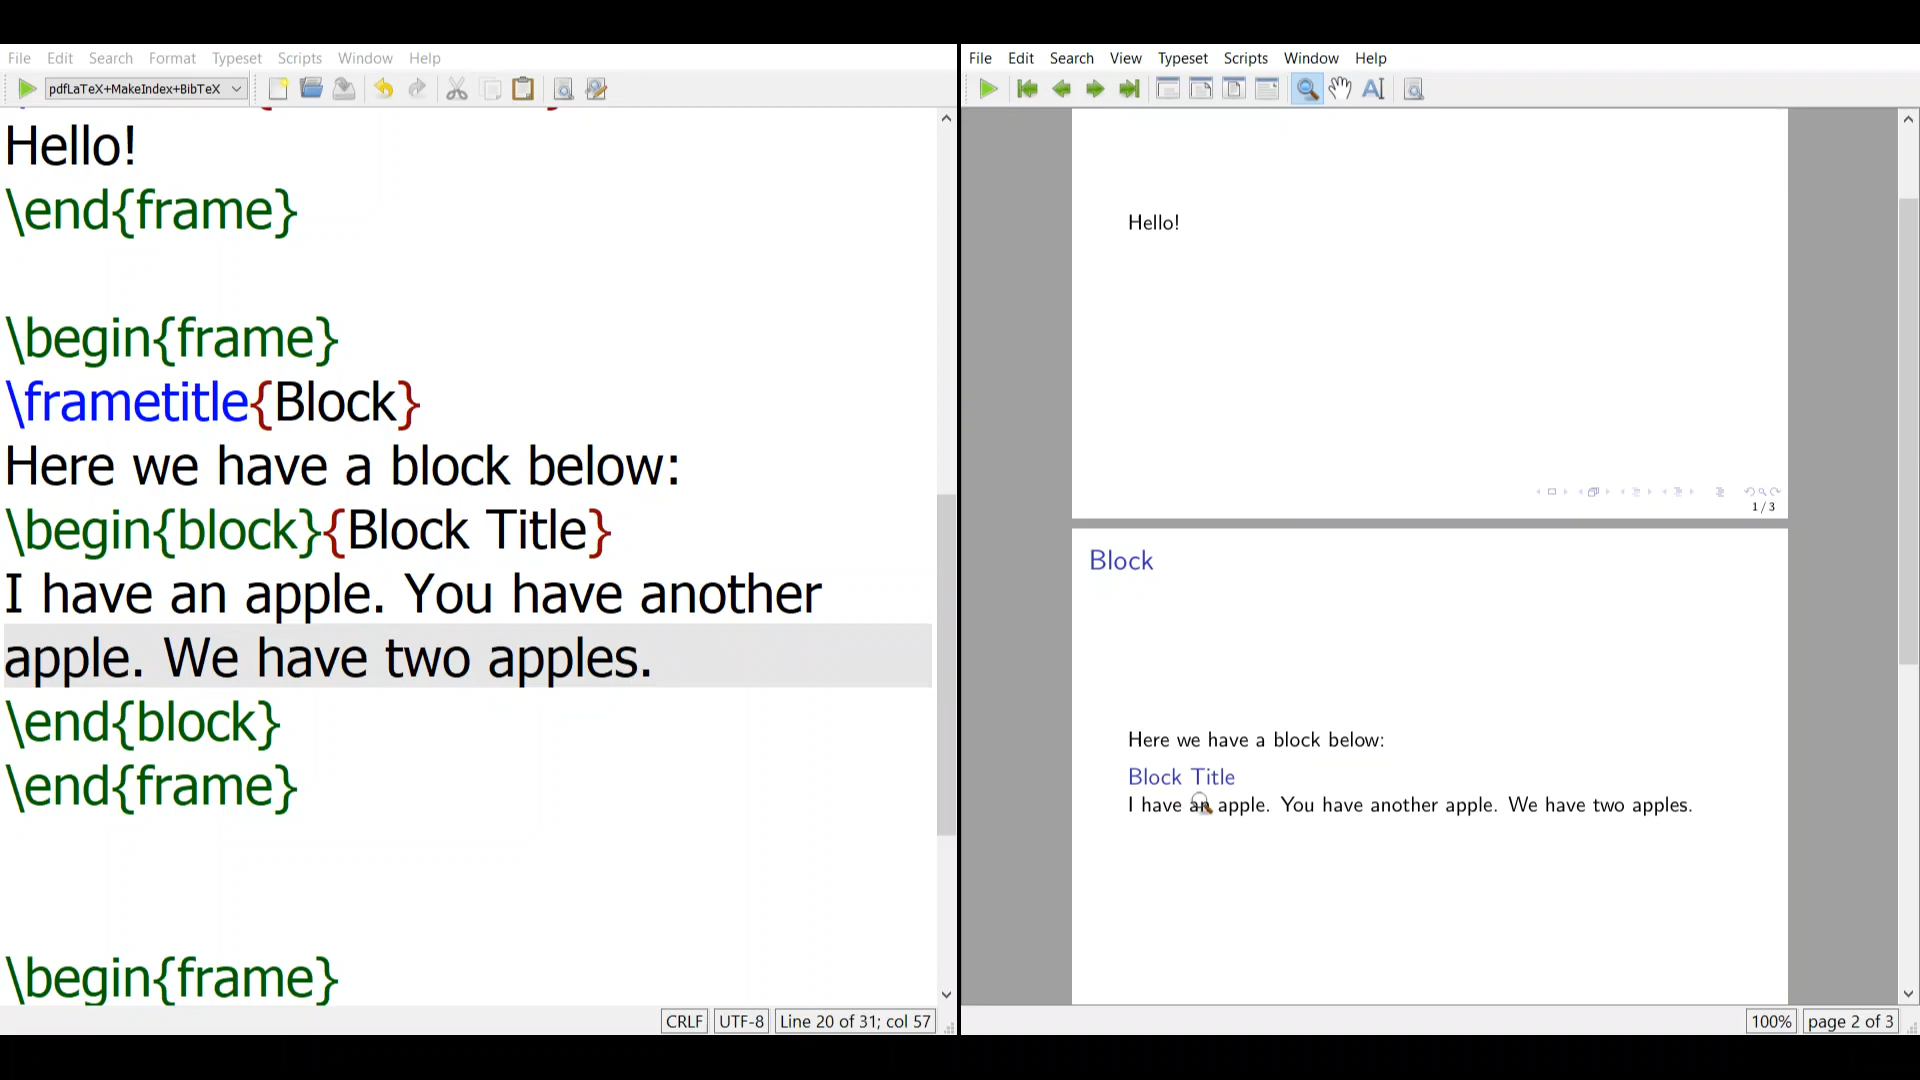 File Edit Search Format Typeset Scripts Window Help
pdfLaTeX+MakeIndex+BibTeX
Hello!
\end{frame}
\begin{frame}
\frametitle{Block}
Here we have a block below:
\begin{block}{Block Title}
I have an apple. You have another
apple. We have two apples.
\end{block}
\end{frame}
\begin{frame}
CRLF UTF-8 Line 20 of 31; col 57
File Edit Search View Typeset Scripts Window Help
Hello!
1 / 3
Block
Here we have a block below:
Block Title
I have an apple. You have another apple. We have two apples.
100% page 2 of 3